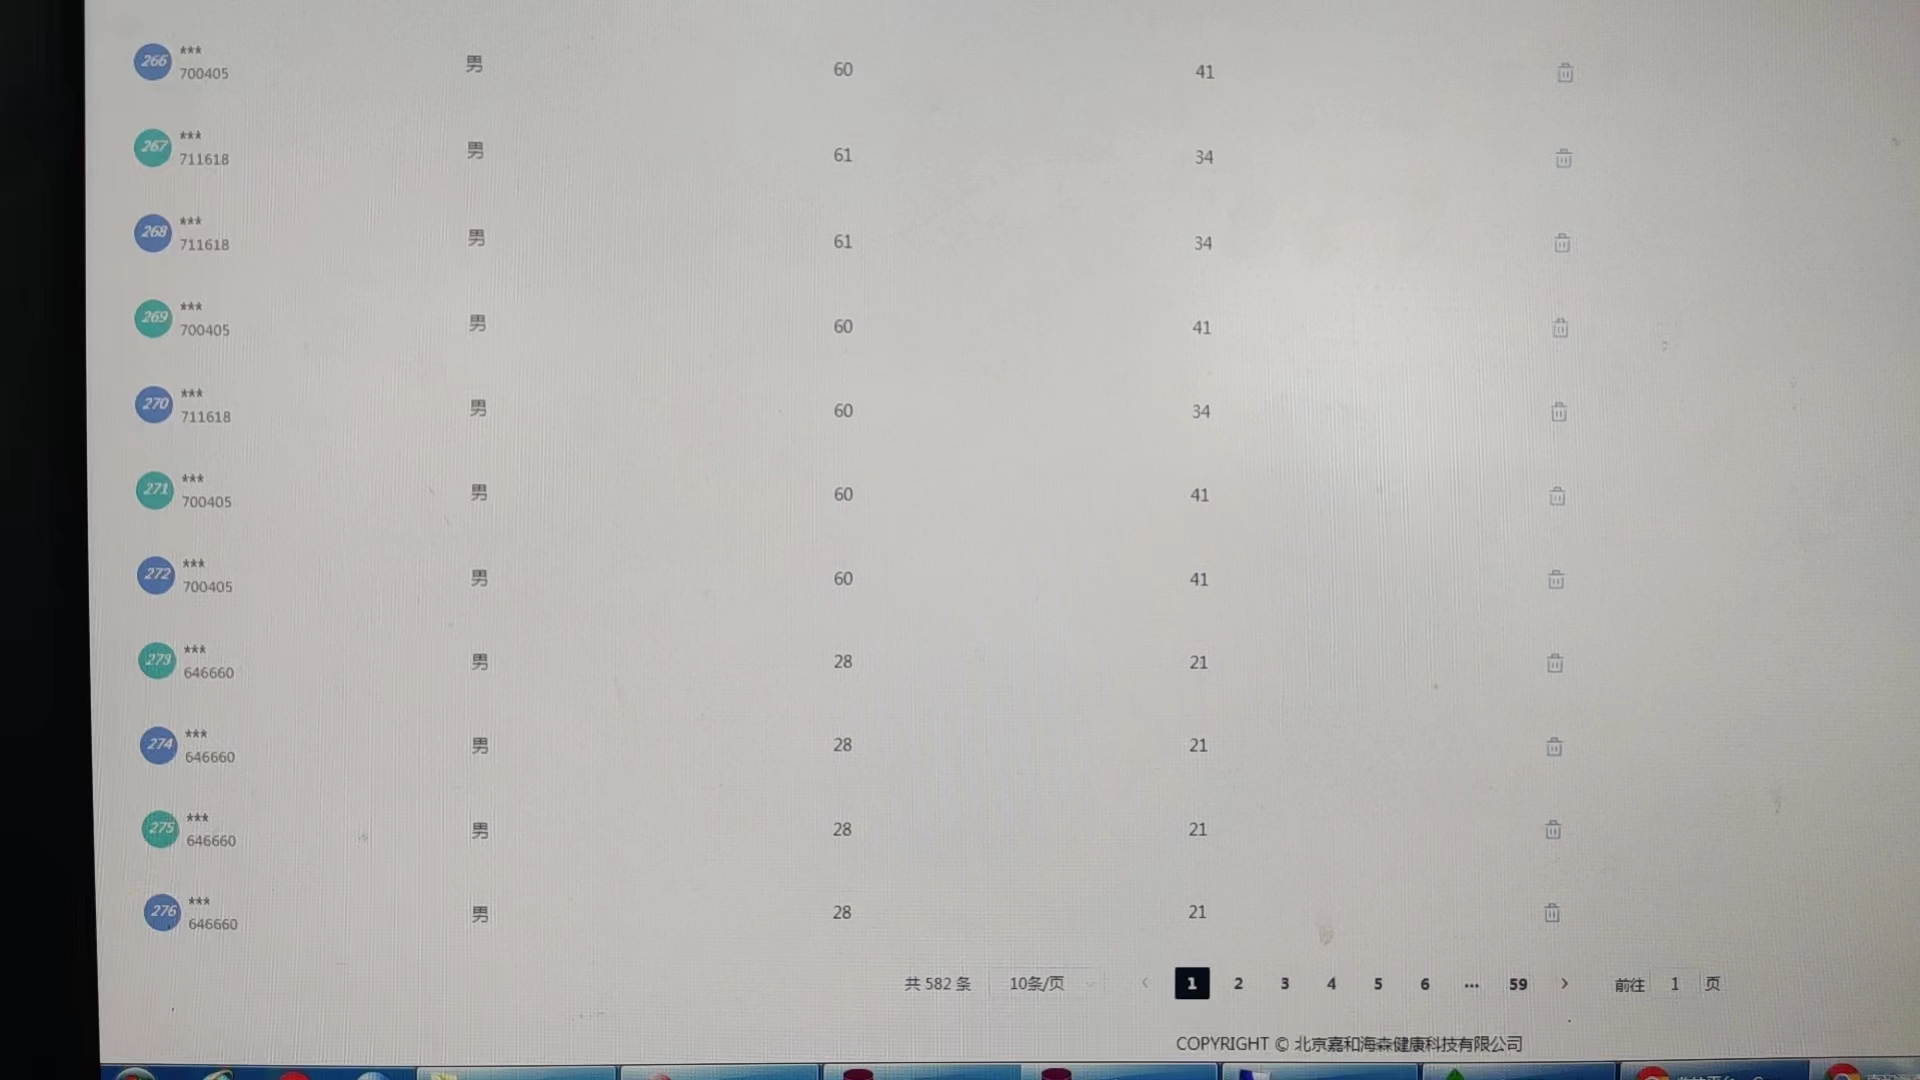 266 *** 700405 男 60 41
267 *** 711618 男 61 34
268 *** 711618 男 61 34
269 *** 700405 男 60 41
270 *** 711618 男 60 34
271 *** 700405 男 60 41
272 *** 700405 男 60 41
273 *** 646660 男 28 21
274 *** 646660 男 28 21
275 *** 646660 男 28 21
276 *** 646660 男 28 21
共 582 条 10条/页 1 2 3 4 5 6 ··· 59 前往 1 页
COPYRIGHT © 北京嘉和海森健康科技有限公司